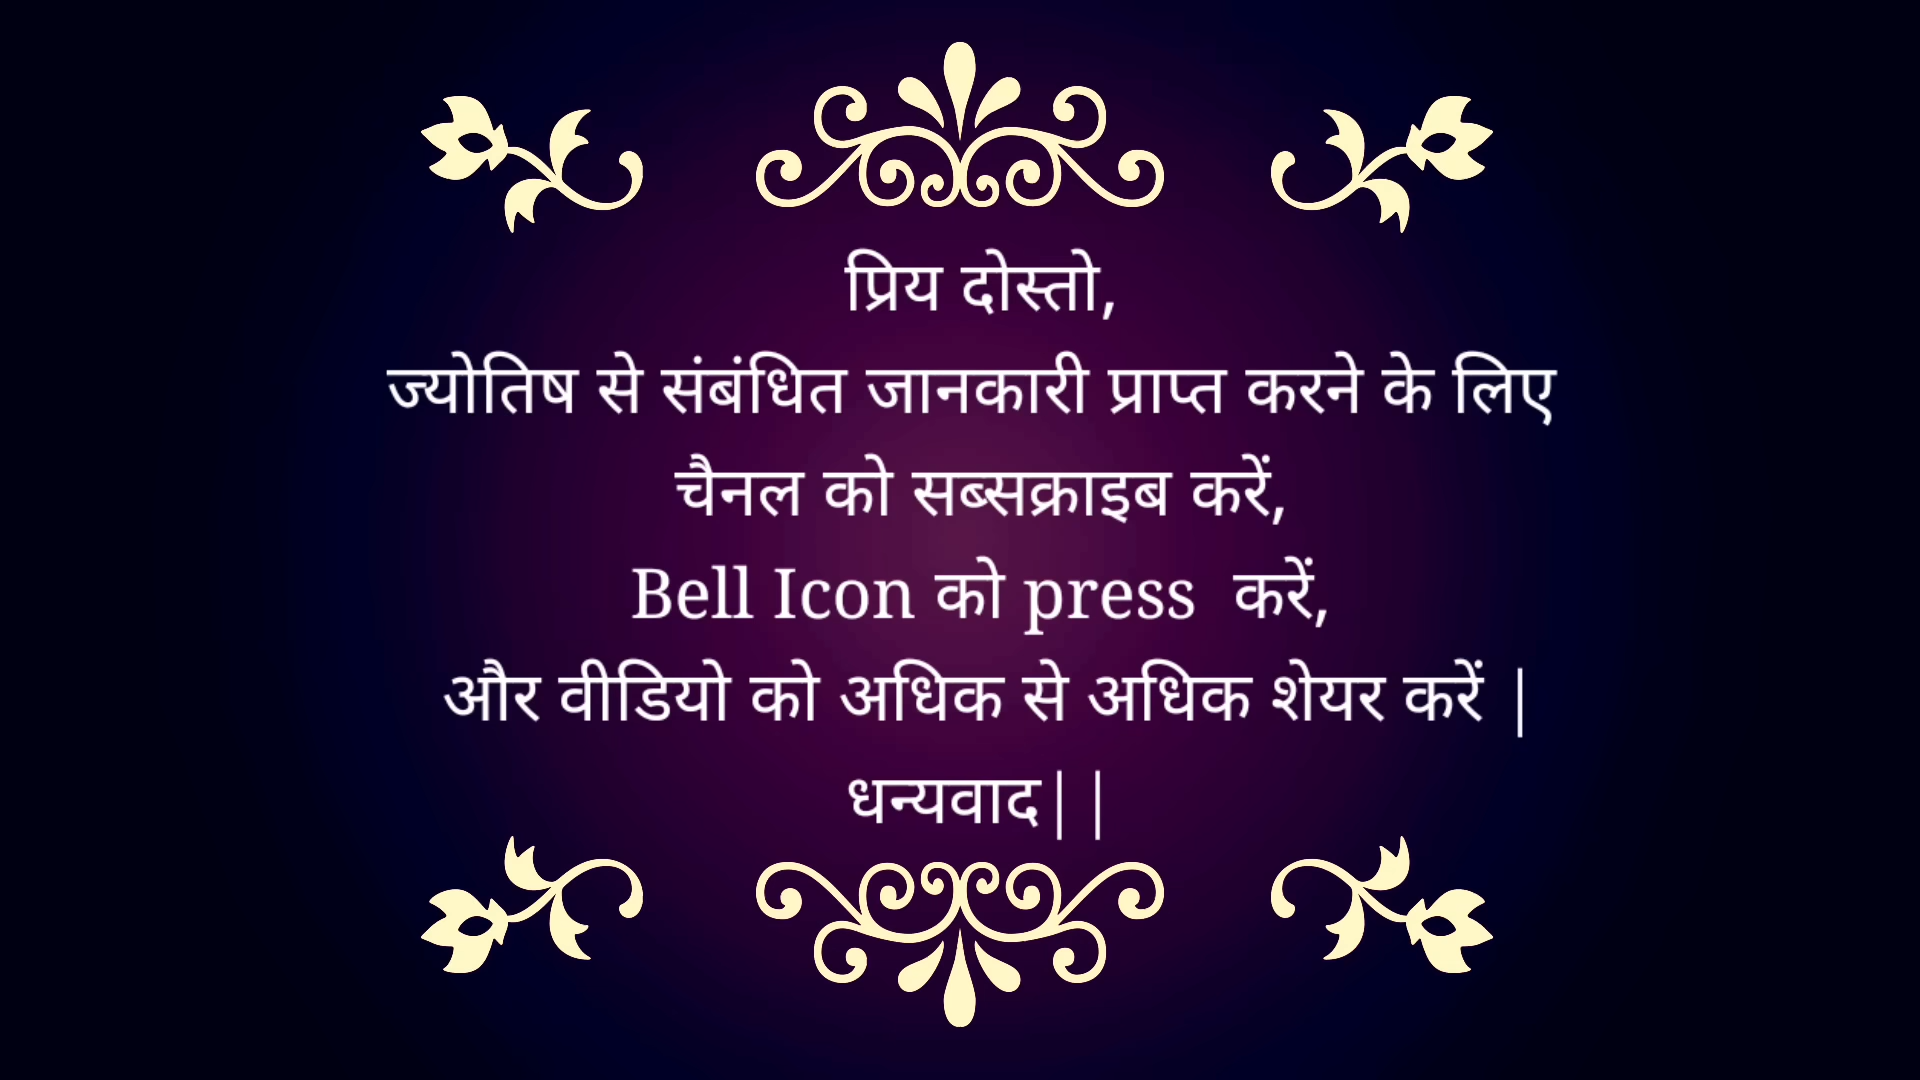 प्रिय दोस्तो,
ज्योतिष से संबंधित जानकारी प्राप्त करने के लिए
चैनल को सब्सक्राइब करें,
Bell Icon को press  करें,
और वीडियो को अधिक से अधिक शेयर करें |
धन्यवाद||